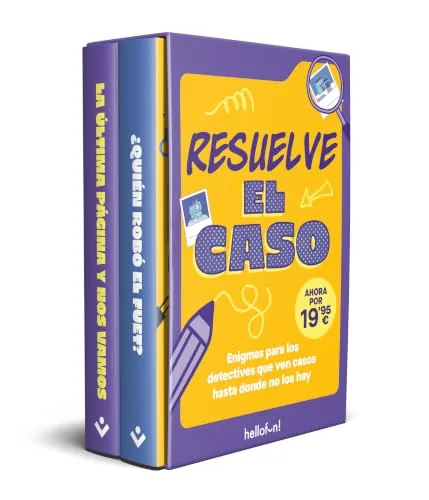 LA ÚLTIMA PÁGINA Y NOS VAMOS
¿QUIÉN ROBÓ EL FUET?
RESUELVE
EL
CASO
AHORA
POR
19'95
€
Enigmas para los
detectives que ven casos
hasta donde no los hay
hellofun!